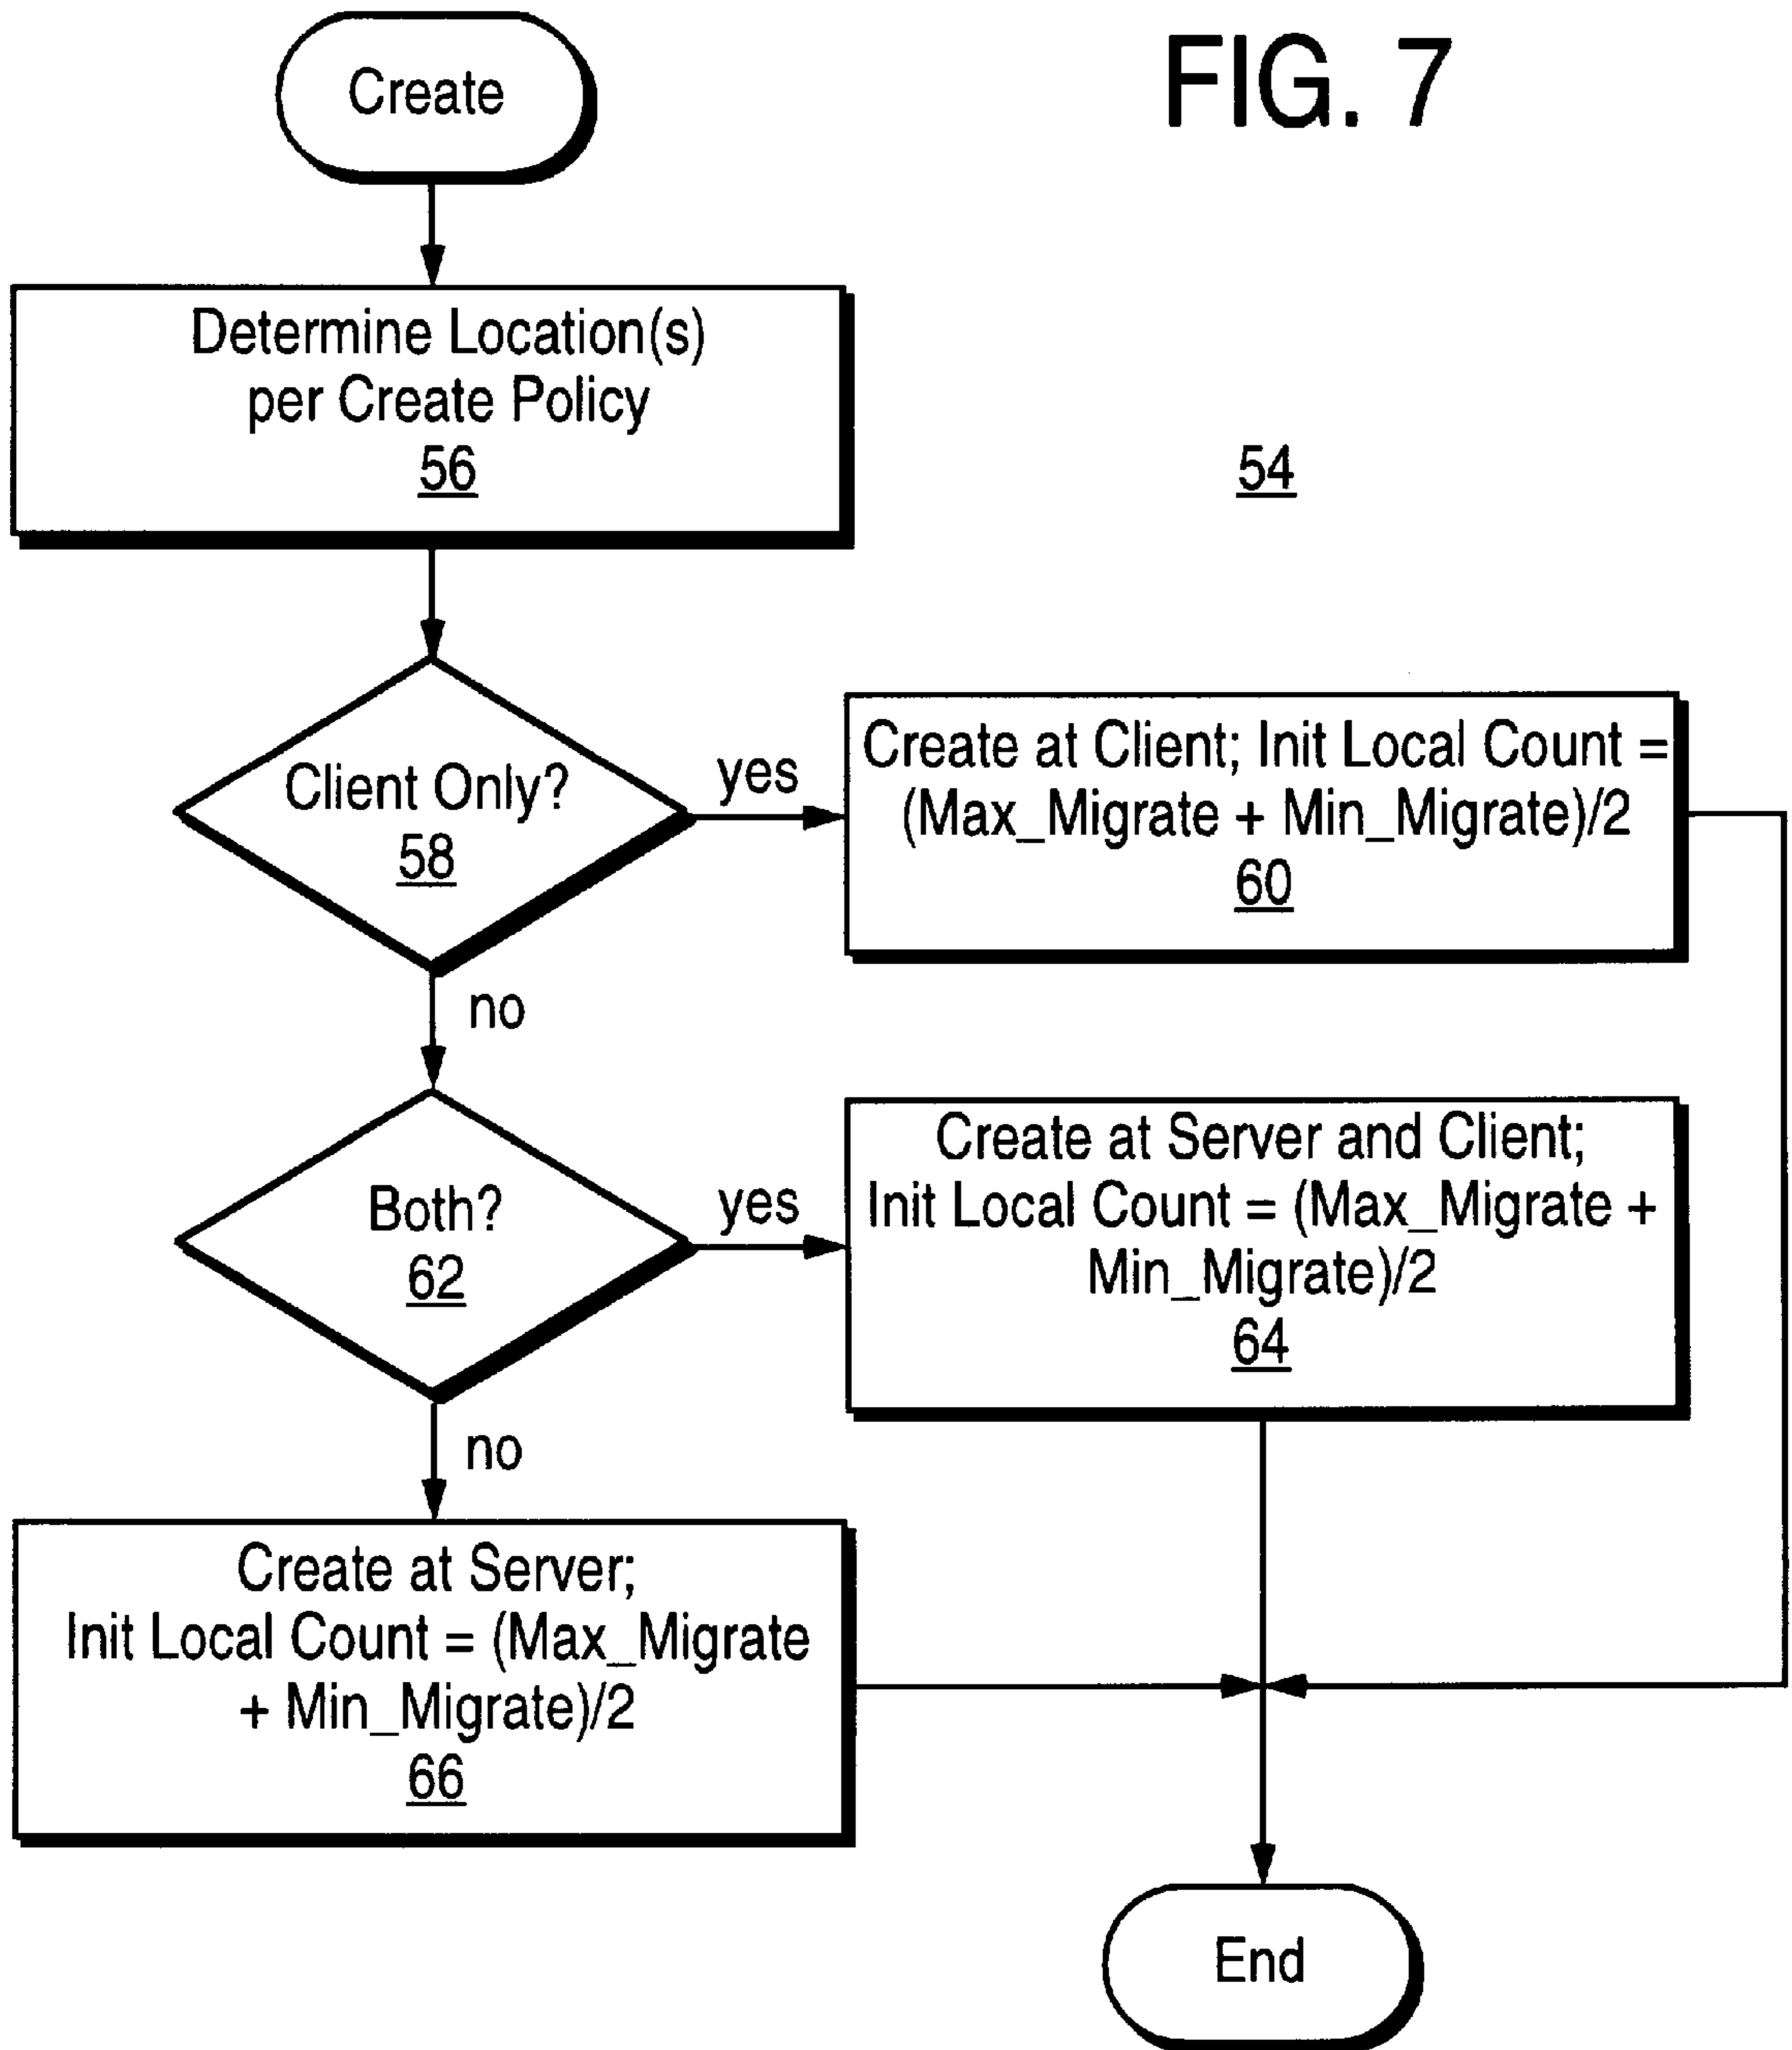 FIG. 7
Create
Determine Location(s)
per Create Policy
56
54
Client Only?
58
yes
Create at Client; Init Local Count =
(Max_Migrate + Min_Migrate)/2
60
no
Both?
62
yes
Create at Server and Client;
Init Local Count = (Max_Migrate +
Min_Migrate)/2
64
no
Create at Server;
Init Local Count = (Max_Migrate
+ Min_Migrate)/2
66
End